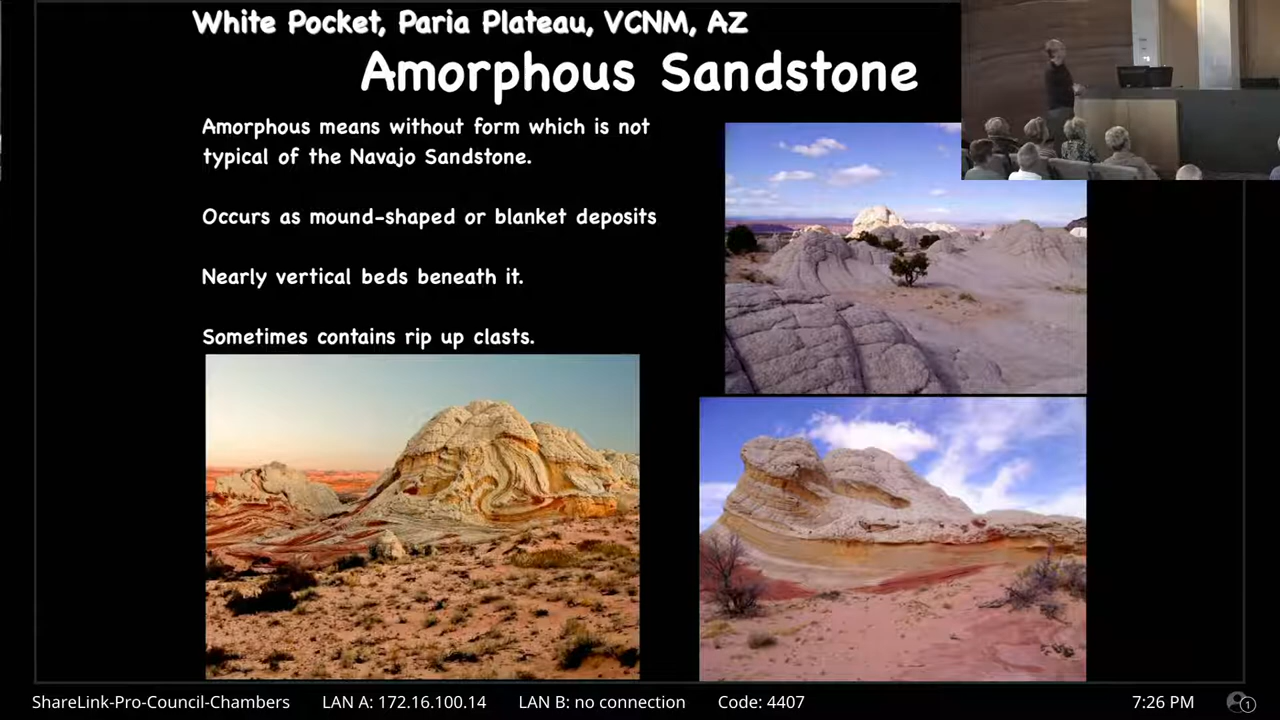 White Pocket, Paria Plateau, VCNM, AZ
Amorphous Sandstone
Amorphous means without form which is not
typical of the Navajo Sandstone.
Occurs as mound-shaped or blanket deposits
Nearly vertical beds beneath it.
Sometimes contains rip up clasts.
ShareLink-Pro-Council-Chambers LAN A: 172.16.100.14 LAN B: no connection Code: 4407 7:26 PM 1